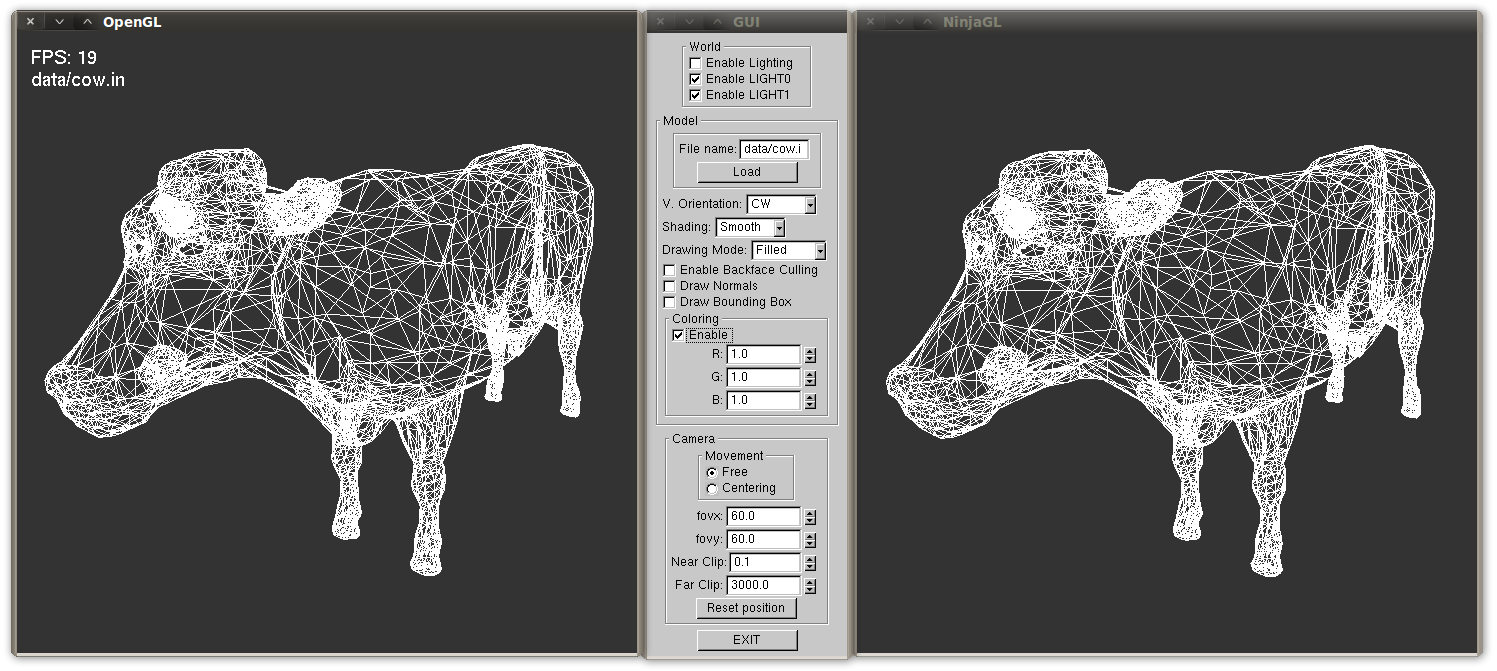 OpenGL
FPS: 19
data/cow.in
GUI
World
Enable Lighting
Enable LIGHT0
Enable LIGHT1
Model
File name: data/cow.i
Load
V. Orientation: CW
Shading: Smooth
Drawing Mode: Filled
Enable Backface Culling
Draw Normals
Draw Bounding Box
Coloring
Enable
R: 1.0
G: 1.0
B: 1.0
Camera
Movement
Free
Centering
fovx: 60.0
fovy: 60.0
Near Clip: 0.1
Far Clip: 3000.0
Reset position
EXIT
NinjaGL